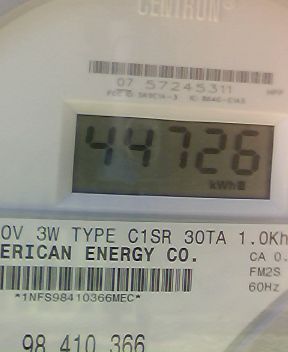 CENTRON®
07 57245311
44726
kWh
0V 3W TYPE C1SR 30TA 1.0Kh
ERICAN ENERGY CO.
CA 0.
FM2S
*1NFS98410366MEC*
60Hz
98 410 366